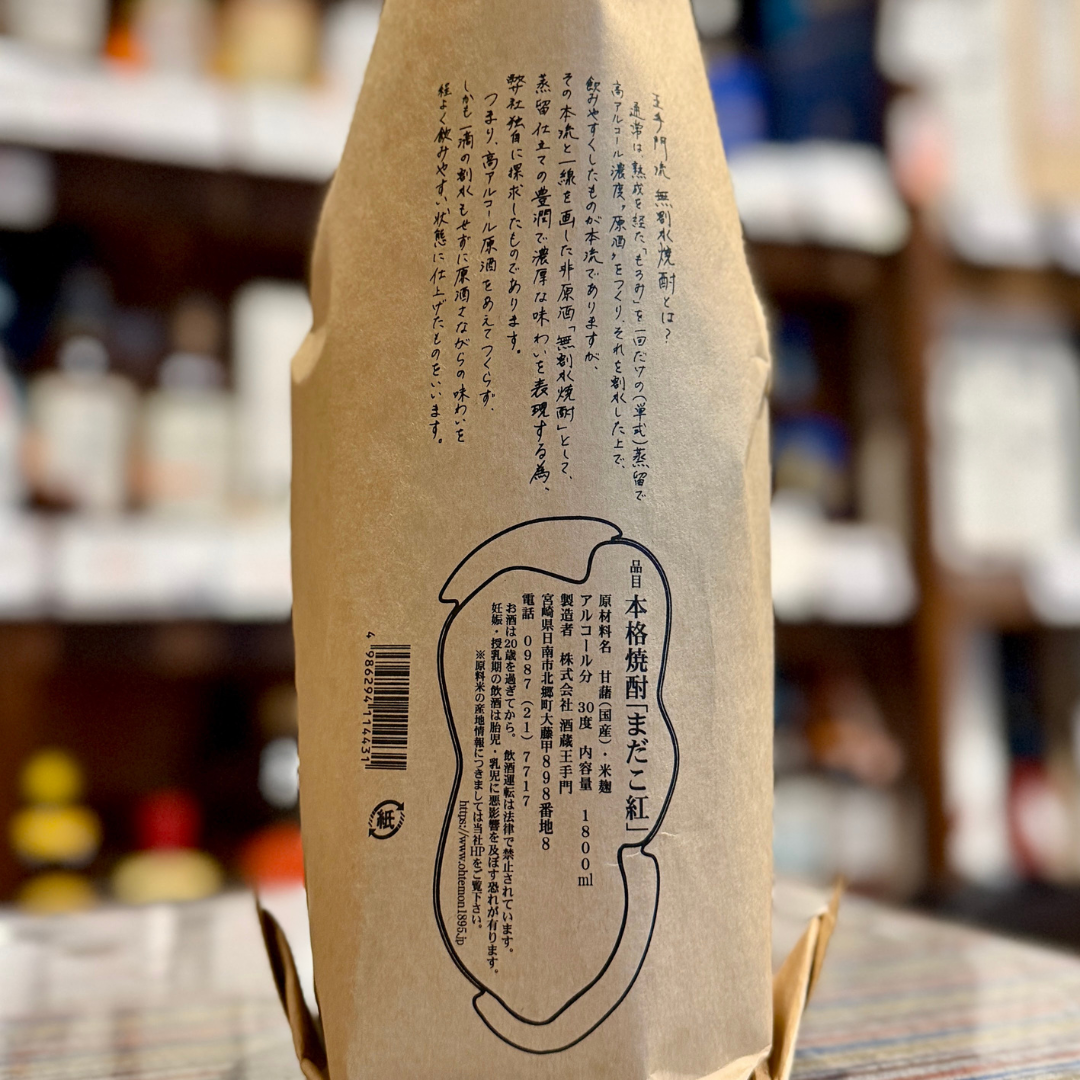 王手門流 無割水焼酎とは?
通常は熟成を経た「もろみ」を一回だけの(単式)蒸留で
高アルコール濃度〝原酒〟をつくり、それを割水した上で、
飲みやすくしたものが本流でありますが、
その本流と一線を画した非原酒「無割水焼酎」として、
蒸留仕立ての豊潤で濃厚な味わいを表現する為、
弊社独自に探求したものであります。
つまり、高アルコール原酒をあえてつくらず、
しかも一滴の割水もせずに原酒さながらの味わいを
程よく飲みやすい状態に仕上げたものをいいます。
品目 本格焼酎「まだこ紅」
原材料名 甘藷(国産)・米麹
アルコール分 30度 内容量 1800ml
製造者 株式会社 酒蔵王手門
宮崎県日南市北郷町大藤甲898番地8
電話 0987(21)7717
お酒は20歳を過ぎてから。飲酒運転は法律で禁止されています。
妊娠・授乳期の飲酒は胎児・乳児に悪影響を及ぼす恐れが有ります。
※原料米の産地情報につきましては当社HPをご覧下さい。
https://www.ohtemon1895.jp
4986294114431
紙